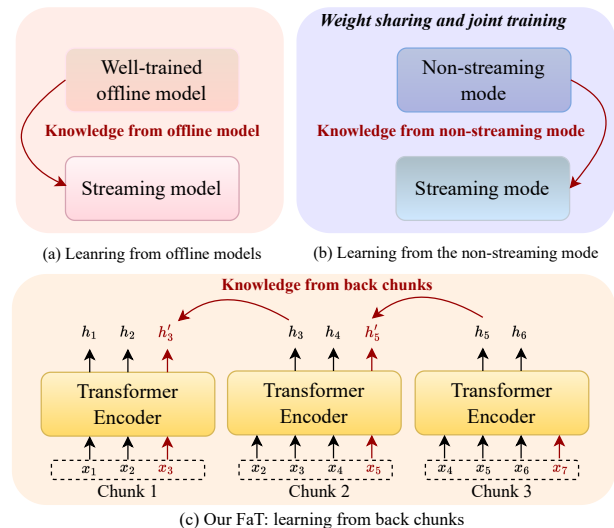 Well-trained
offline model
Knowledge from offline model
Streaming model
(a) Leanring from offline models
Weight sharing and joint training
Non-streaming
mode
Knowledge from non-streaming mode
Streaming mode
(b) Learning from the non-streaming mode
Knowledge from back chunks
h₁ h₂ h′₃ h₃ h₄ h′₅ h₅ h₆
Transformer
Encoder
Transformer
Encoder
Transformer
Encoder
x₁ x₂ x₃ x₂ x₃ x₄ x₅ x₄ x₅ x₆ x₇
Chunk 1 Chunk 2 Chunk 3
(c) Our FaT: learning from back chunks